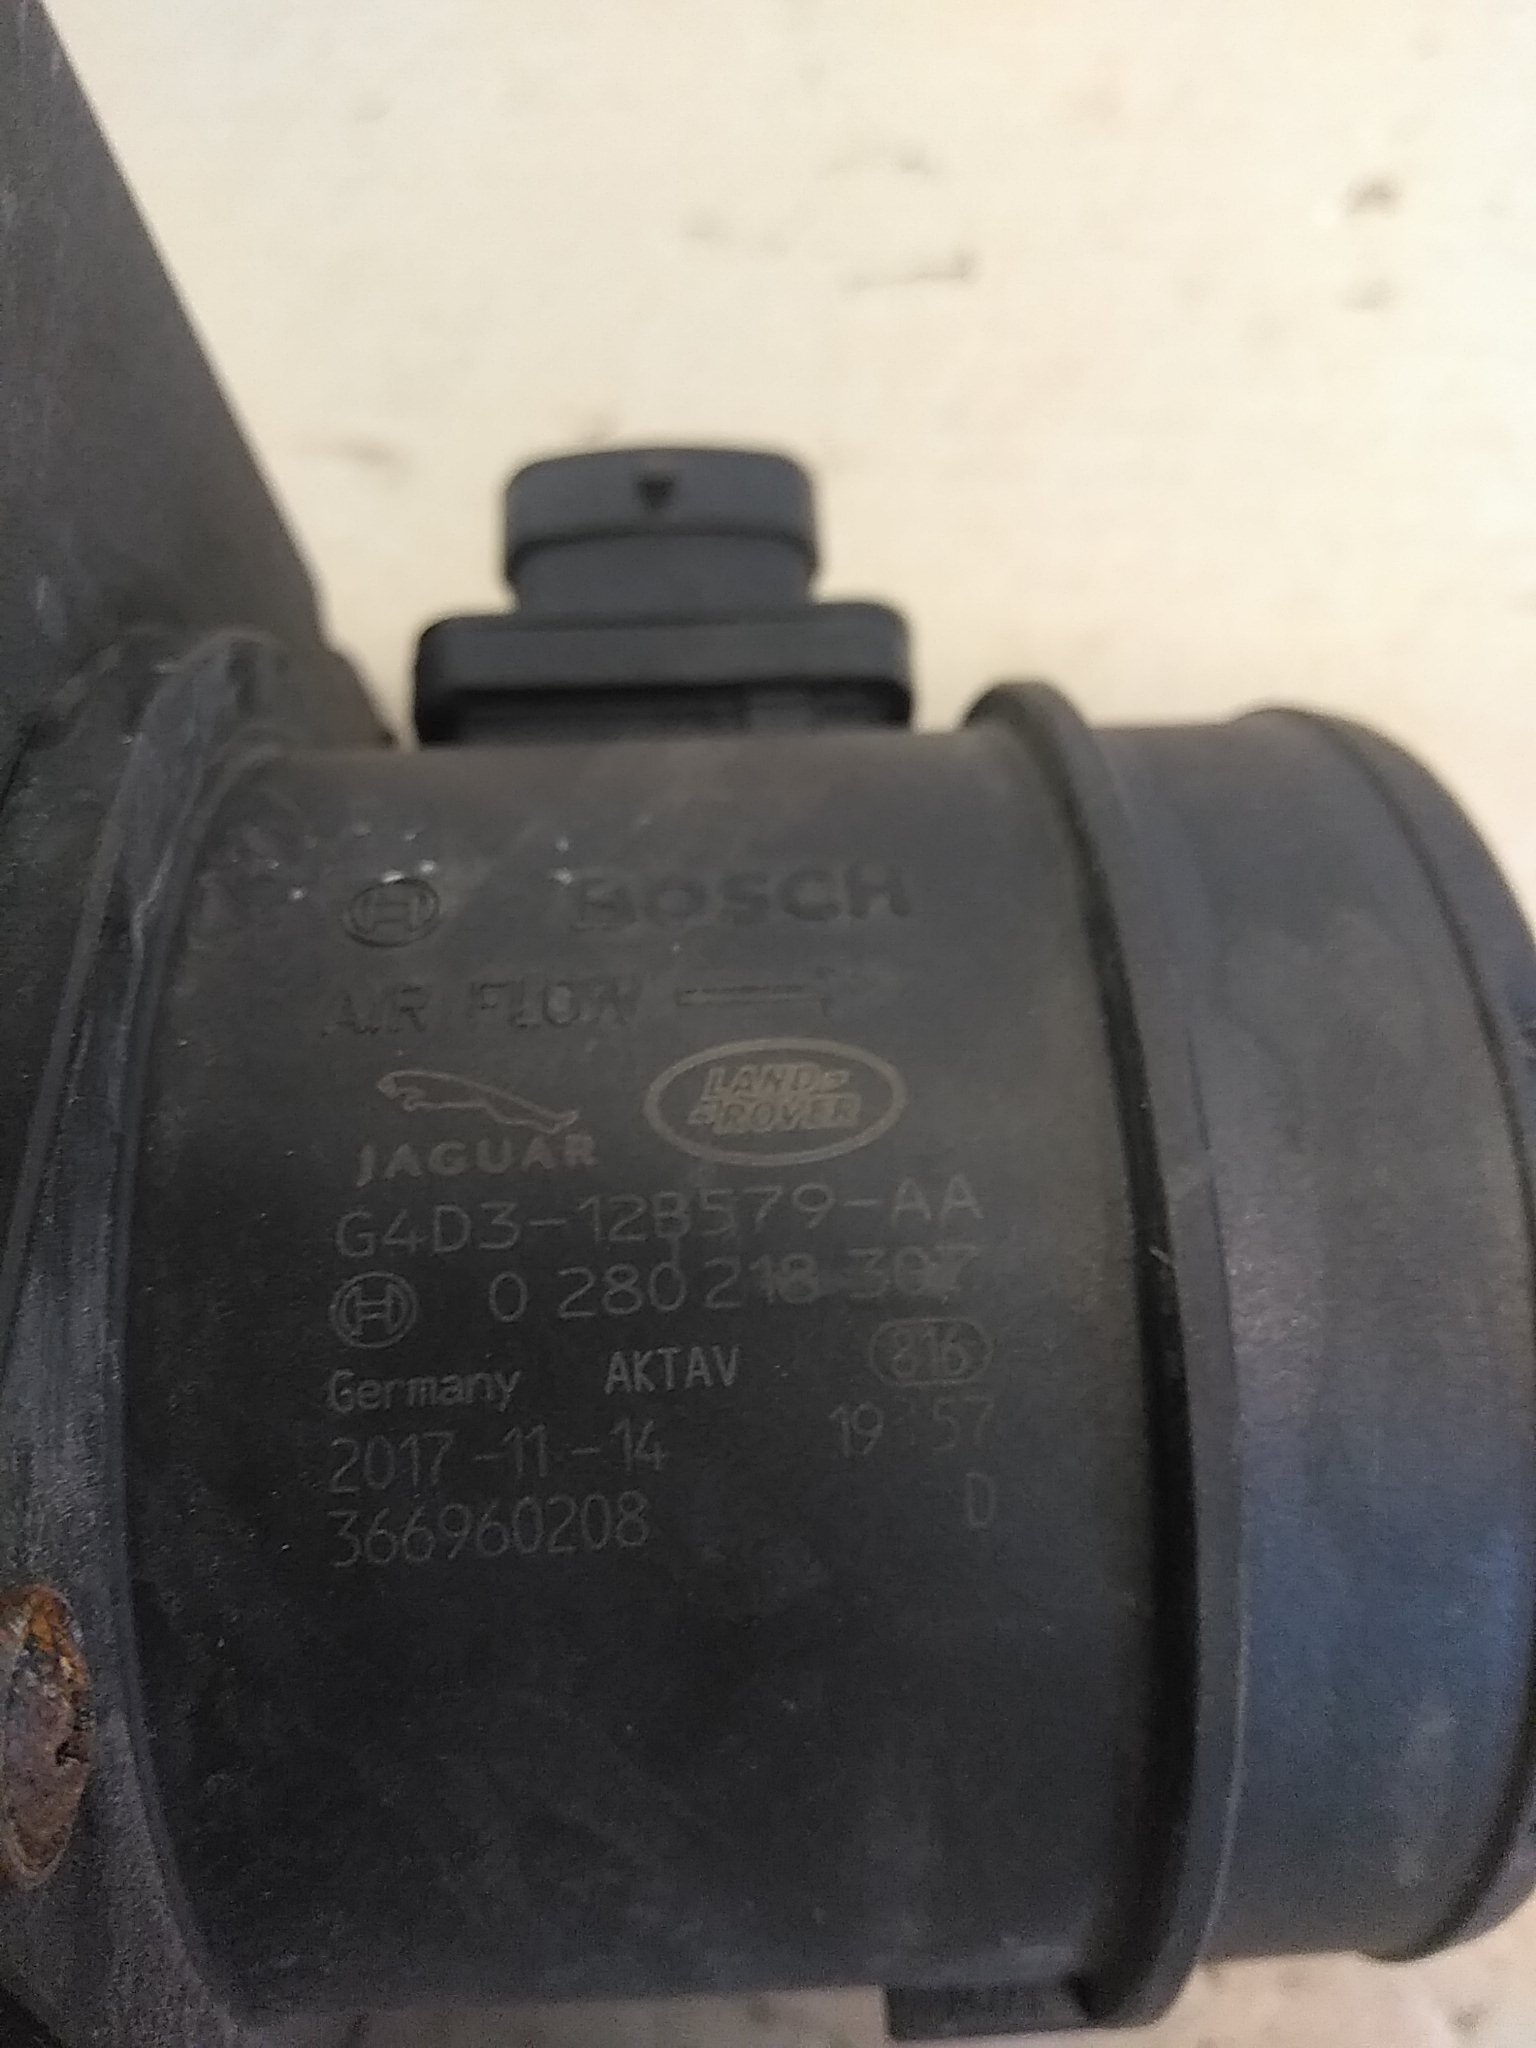 BOSCH
AIR FLOW
JAGUAR
LAND
ROVER
G4D3-12B579-AA
0 280 218 307
Germany AKTAV 816
2017-11-14 19 57
366960208 D